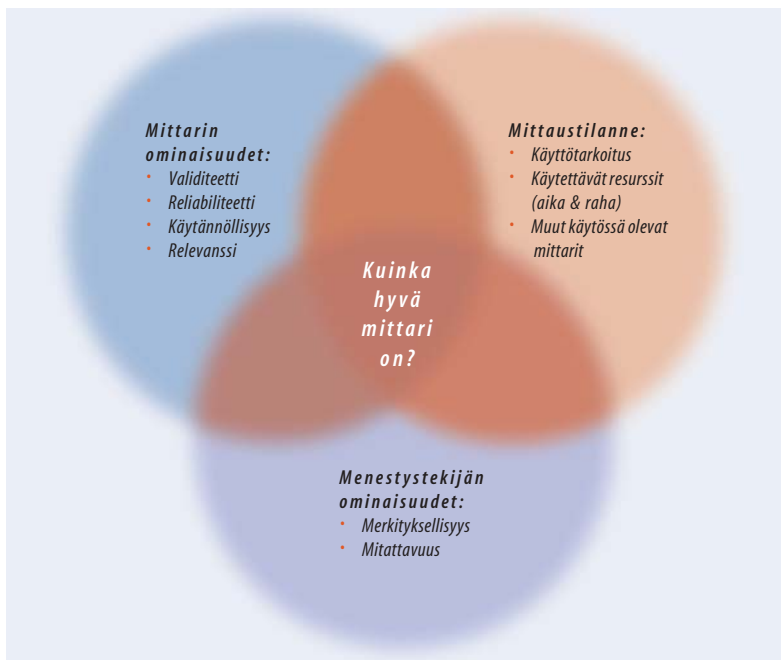 Mittarin
ominaisuudet:
• Validiteetti
• Reliabiliteetti
• Käytännöllisyys
• Relevanssi
Mittaustilanne:
• Käyttötarkoitus
• Käytettävät resurssit
(aika & raha)
• Muut käytössä olevat
mittarit
Kuinka
hyvä
mittari
on?
Menestystekijän
ominaisuudet:
• Merkityksellisyys
• Mitattavuus